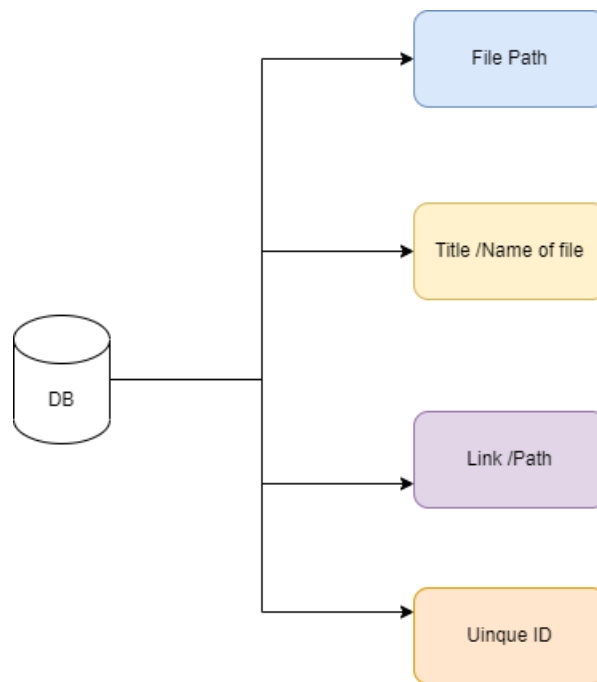 File Path
Title /Name of file
DB
Link /Path
Uinque ID